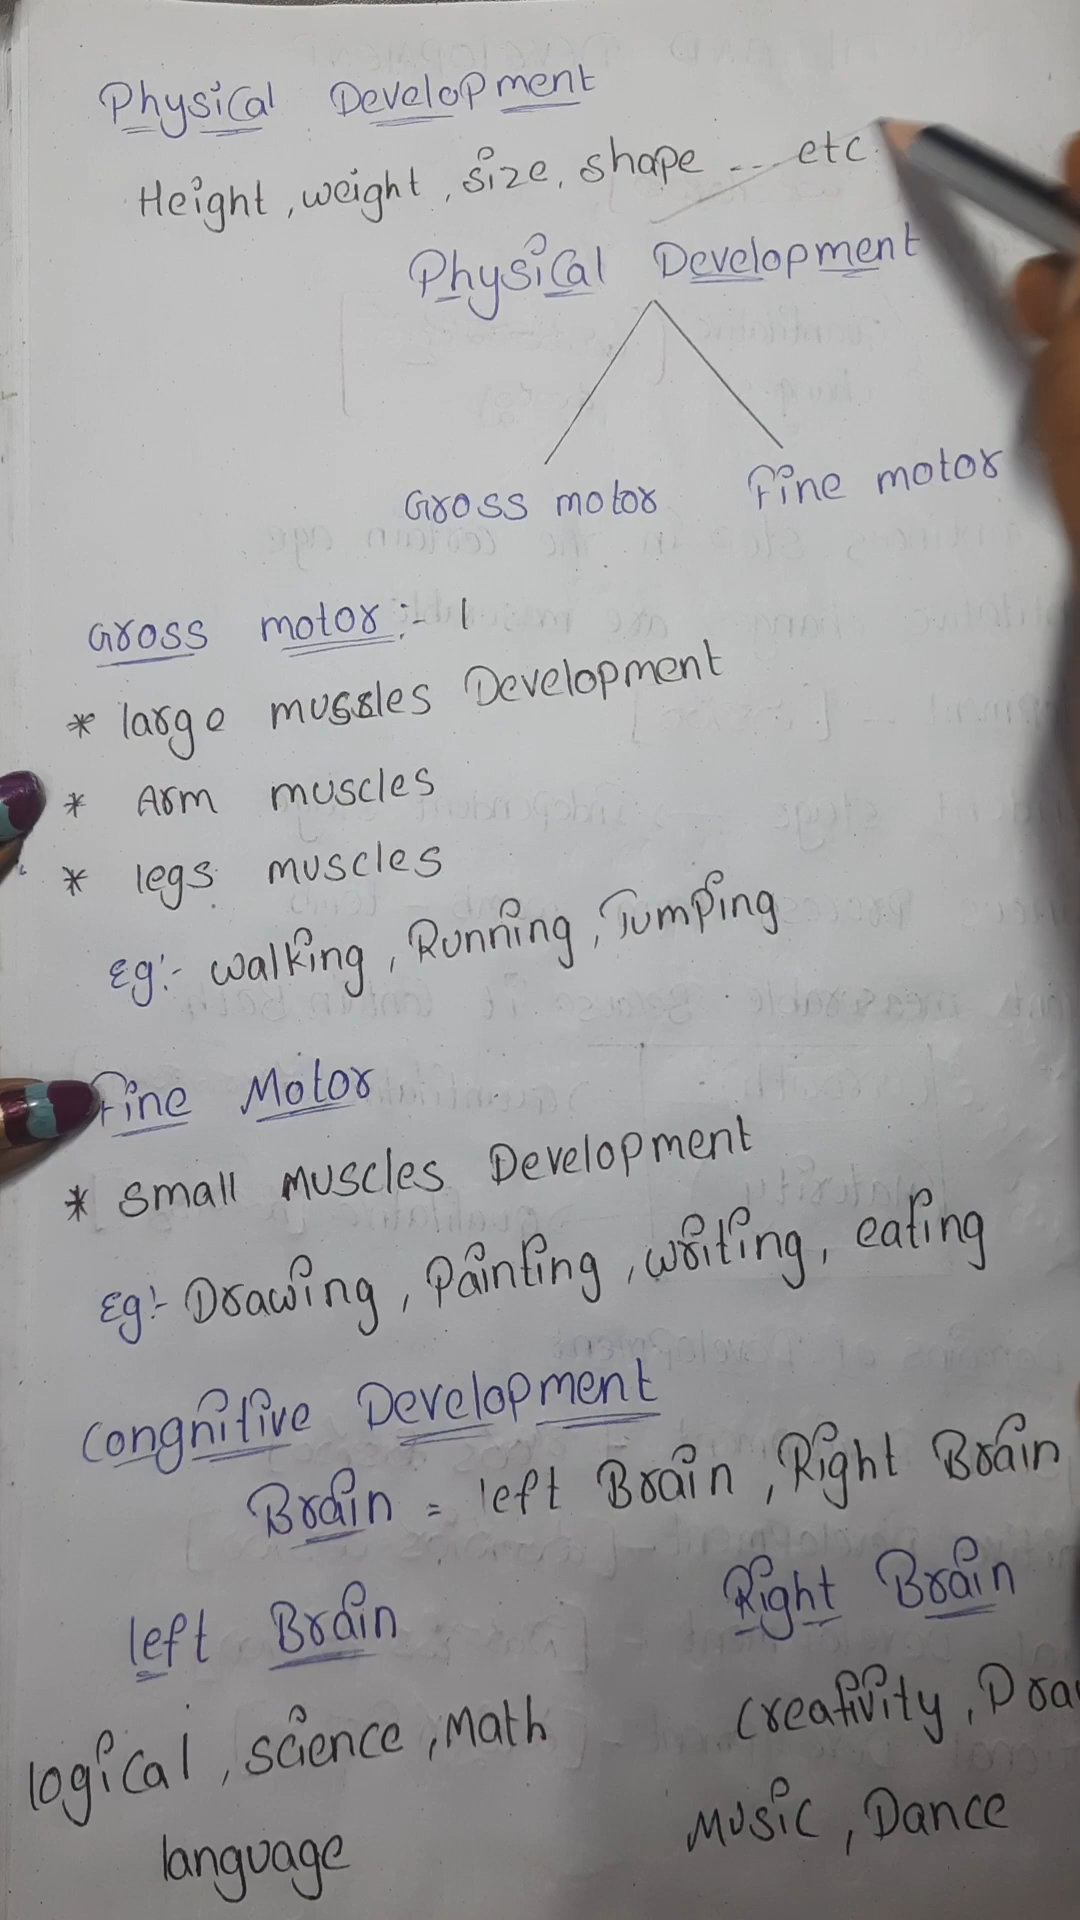 Physical Development
Height, weight, size, shape ... etc.
Physical Development
Gross motor Fine motor
Gross motor :- 1
* large mussles Development
* Arm muscles
* legs muscles
Eg:- walking, Running, Jumping
Fine Motor
* small muscles Development
Eg:- Drawing, Painting, writing, eating
Congnitive Development
Brain = left Brain, Right Brain
left Brain Right Brain
logical, science, Math creativity,
language Music, Dance